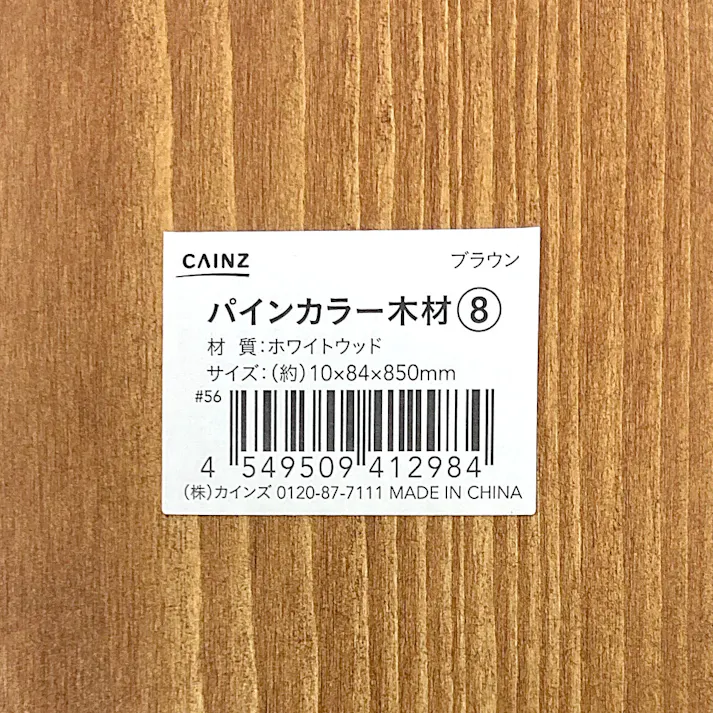 CAINZ ブラウン
パインカラー木材⑧
材 質：ホワイトウッド
サイズ：（約）10×84×850mm
#56
4 549509 412984
（株）カインズ 0120-87-7111 MADE IN CHINA